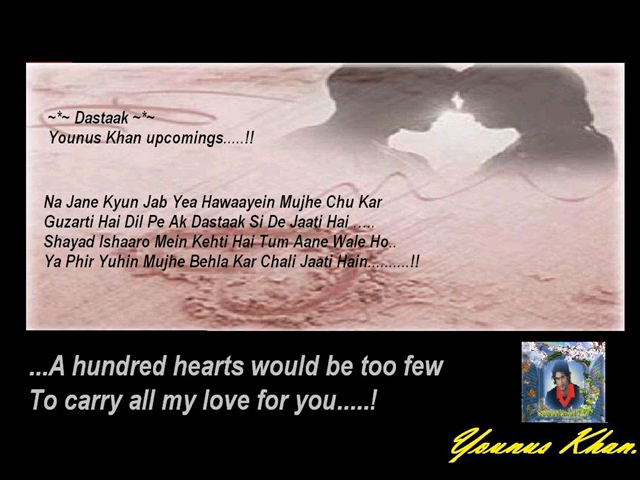 ~*~ Dastaak ~*~
Younus Khan upcomings.....!!
Na Jane Kyun Jab Yea Hawaayein Mujhe Chu Kar
Guzarti Hai Dil Pe Ak Dastaak Si De Jaati Hai .....
Shayad Ishaaro Mein Kehti Hai Tum Aane Wale Ho..
Ya Phir Yuhin Mujhe Behla Kar Chali Jaati Hain..........!!
...A hundred hearts would be too few
To carry all my love for you.....!
Younus Khan.